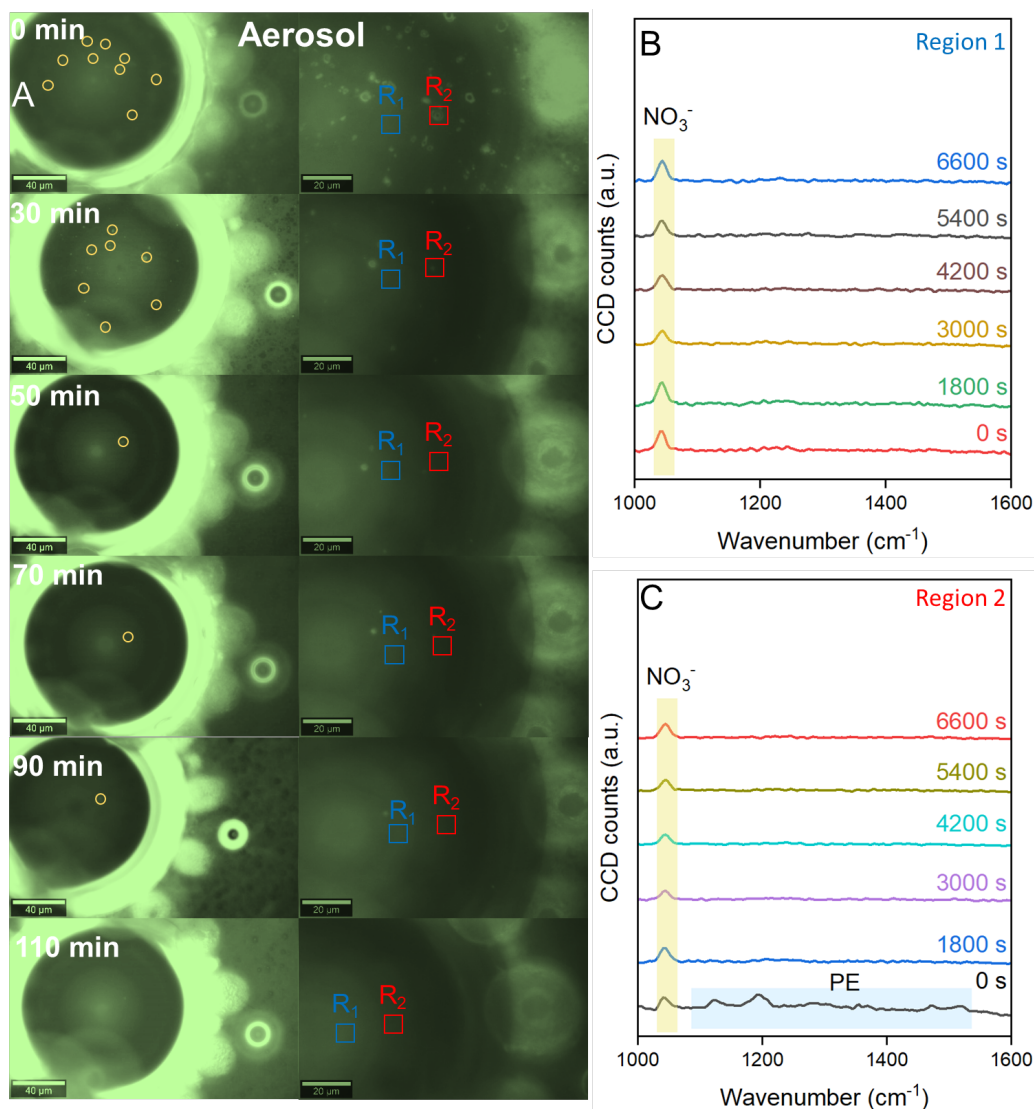 0 min
Aerosol
A
R1
R2
40 µm
20 µm
30 min
R1
R2
40 µm
20 µm
50 min
R1
R2
40 µm
20 µm
70 min
R1
R2
40 µm
20 µm
90 min
R1
R2
40 µm
20 µm
110 min
R1
R2
40 µm
20 µm
B
Region 1
NO3-
6600 s
5400 s
4200 s
3000 s
1800 s
0 s
CCD counts (a.u.)
1000 1200 1400 1600
Wavenumber (cm-1)
C
Region 2
NO3-
6600 s
5400 s
4200 s
3000 s
1800 s
0 s
PE
CCD counts (a.u.)
1000 1200 1400 1600
Wavenumber (cm-1)